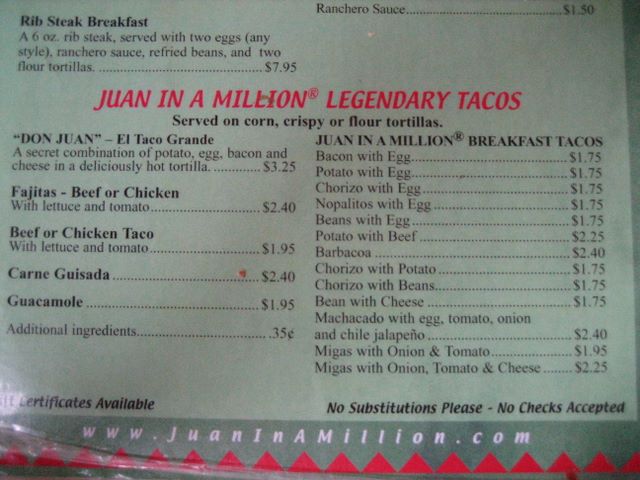 Ranchero Sauce....................................$1.50
Rib Steak Breakfast
A 6 oz. rib steak, served with two eggs (any
style), ranchero sauce, refried beans, and two
flour tortillas. ....................................$7.95
JUAN IN A MILLION® LEGENDARY TACOS
Served on corn, crispy or flour tortillas.
"DON JUAN" – El Taco Grande
A secret combination of potato, egg, bacon and
cheese in a deliciously hot tortilla. ............$3.25
Fajitas - Beef or Chicken
With lettuce and tomato............................$2.40
Beef or Chicken Taco
With lettuce and tomato............................$1.95
Carne Guisada....................................$2.40
Guacamole....................................$1.95
Additional ingredients.................................35¢
JUAN IN A MILLION® BREAKFAST TACOS
Bacon with Egg....................................$1.75
Potato with Egg....................................$1.75
Chorizo with Egg....................................$1.75
Nopalitos with Egg....................................$1.75
Beans with Egg....................................$1.75
Potato with Beef....................................$2.25
Barbacoa....................................$2.40
Chorizo with Potato....................................$1.75
Chorizo with Beans....................................$1.75
Bean with Cheese....................................$1.75
Machacado with egg, tomato, onion
and chile jalapeño....................................$2.40
Migas with Onion & Tomato....................$1.95
Migas with Onion, Tomato & Cheese.......$2.25
Certificates Available
No Substitutions Please - No Checks Accepted
www.JuanInAMillion.com